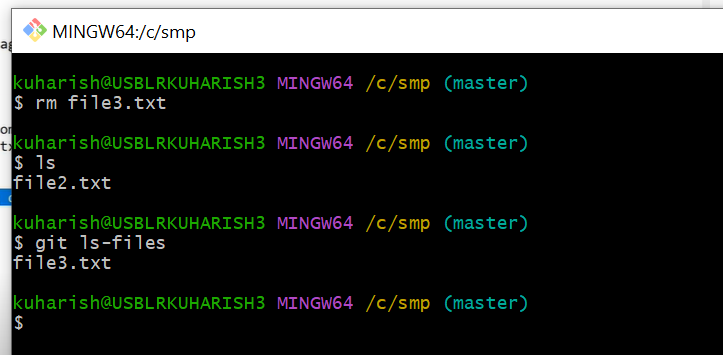 MINGW64:/c/smp
kuharish@USBLRKUHARISH3 MINGW64 /c/smp (master)
$ rm file3.txt
kuharish@USBLRKUHARISH3 MINGW64 /c/smp (master)
$ ls
file2.txt
kuharish@USBLRKUHARISH3 MINGW64 /c/smp (master)
$ git ls-files
file3.txt
kuharish@USBLRKUHARISH3 MINGW64 /c/smp (master)
$